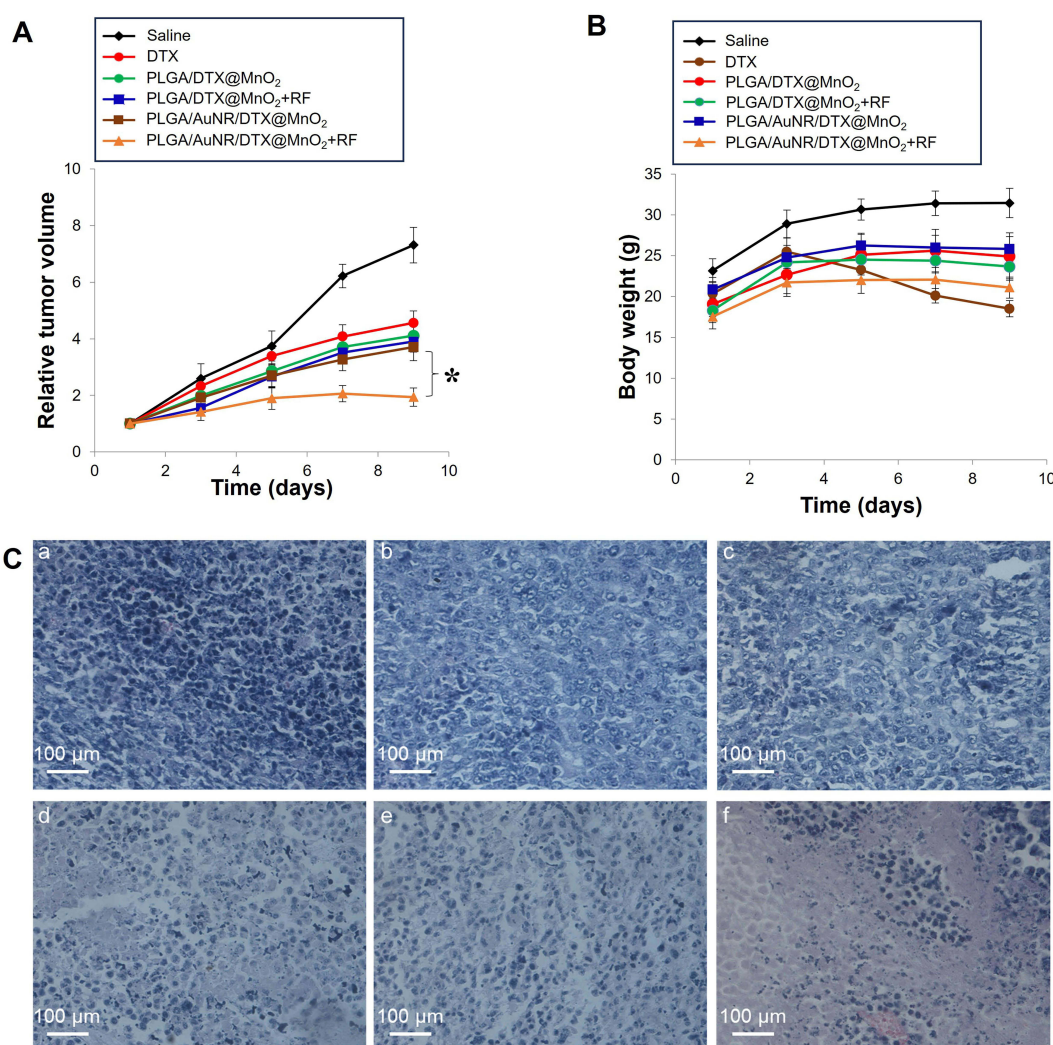 A
Saline
DTX
PLGA/DTX@MnO₂
PLGA/DTX@MnO₂+RF
PLGA/AuNR/DTX@MnO₂
PLGA/AuNR/DTX@MnO₂+RF
10
8
6
4
2
0
Relative tumor volume
*
0 2 4 6 8 10
Time (days)
B
Saline
DTX
PLGA/DTX@MnO₂
PLGA/DTX@MnO₂+RF
PLGA/AuNR/DTX@MnO₂
PLGA/AuNR/DTX@MnO₂+RF
35
30
25
20
15
10
5
0
Body weight (g)
0 2 4 6 8 10
Time (days)
C
a
100 µm
b
100 µm
c
100 µm
d
100 µm
e
100 µm
f
100 µm